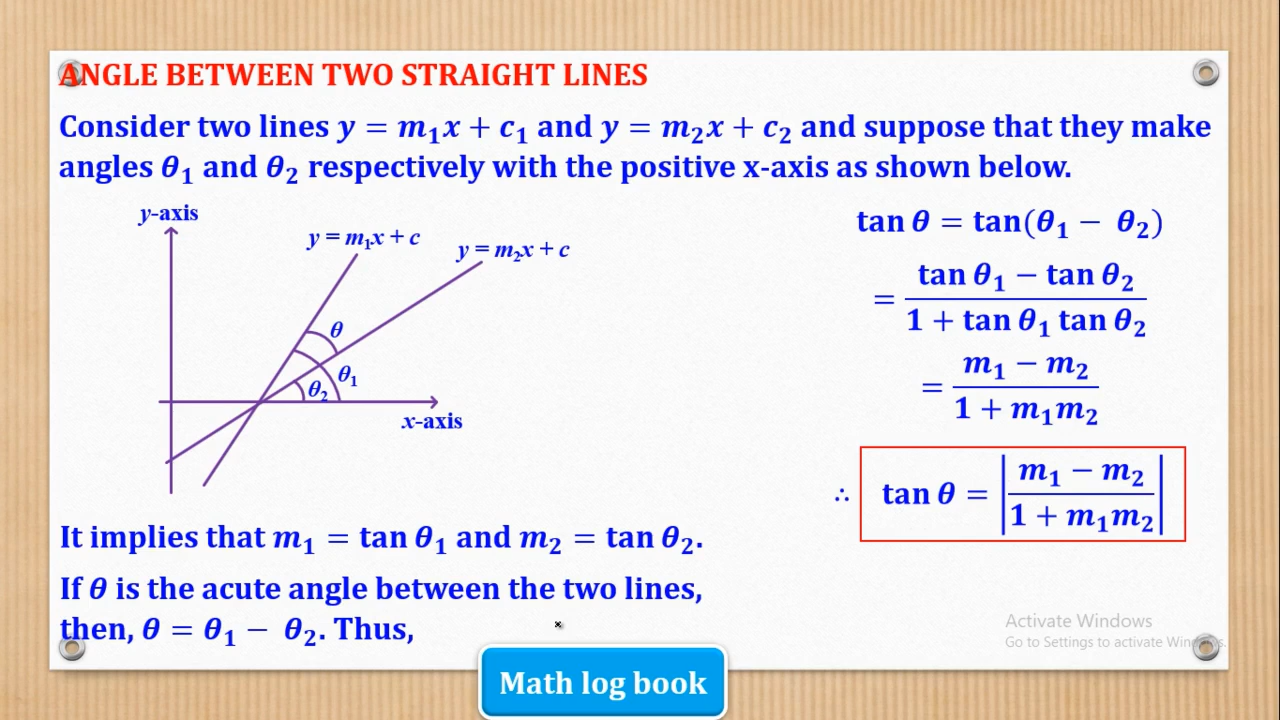 ANGLE BETWEEN TWO STRAIGHT LINES
Consider two lines y = m₁x + c₁ and y = m₂x + c₂ and suppose that they make
angles θ₁ and θ₂ respectively with the positive x-axis as shown below.
y-axis
y = m₁x + c
y = m₂x + c
θ
θ₁
θ₂
x-axis
It implies that m₁ = tan θ₁ and m₂ = tan θ₂.
If θ is the acute angle between the two lines,
then, θ = θ₁ − θ₂. Thus,
tan θ = tan(θ₁ − θ₂)
tan θ₁ − tan θ₂
=
1 + tan θ₁ tan θ₂
m₁ − m₂
=
1 + m₁m₂
m₁ − m₂
∴ tan θ = | |
1 + m₁m₂
Activate Windows
Go to Settings to activate Windows.
Math log book